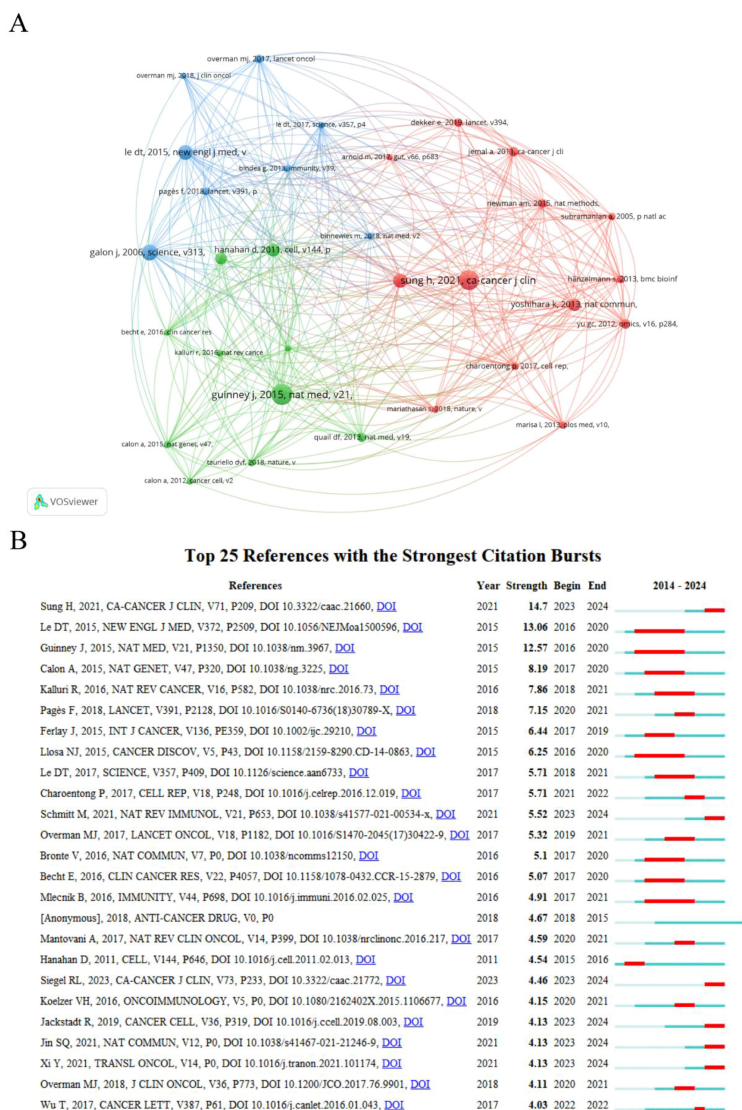 A
overman mj, 2017, lancet oncol
overman mj, 2018, j clin oncol
le dt, 2017, science, v357, p4
dekker e, 2019, lancet, v394,
le dt, 2015, new engl j med, v
arnold m, 2017, gut, v66, p683
jemal a, 2011, ca-cancer j cli
bindea g, 2013, immunity, v39,
pagès f, 2018, lancet, v391, p
newman am, 2015, nat methods,
subramanian a, 2005, p natl ac
binnewies m, 2018, nat med, v2
galon j, 2006, science, v313,
hanahan d, 2011, cell, v144, p
sung h, 2021, ca-cancer j clin
hänzelmann s, 2013, bmc bioinf
yoshihara k, 2013, nat commun,
yu gc, 2012, omics, v16, p284,
becht e, 2016, clin cancer res
kalluri r, 2016, nat rev cance
charoentong p, 2017, cell rep,
guinney j, 2015, nat med, v21,
mariathasan s, 2018, nature, v
marisa l, 2013, plos med, v10,
quail df, 2013, nat med, v19,
calon a, 2015, nat genet, v47,
tauriello dvf, 2018, nature, v
calon a, 2012, cancer cell, v2
VOSviewer
B
Top 25 References with the Strongest Citation Bursts
References Year Strength Begin End 2014 - 2024
Sung H, 2021, CA-CANCER J CLIN, V71, P209, DOI 10.3322/caac.21660, DOI 2021 14.7 2023 2024
Le DT, 2015, NEW ENGL J MED, V372, P2509, DOI 10.1056/NEJMoa1500596, DOI 2015 13.06 2016 2020
Guinney J, 2015, NAT MED, V21, P1350, DOI 10.1038/nm.3967, DOI 2015 12.57 2016 2020
Calon A, 2015, NAT GENET, V47, P320, DOI 10.1038/ng.3225, DOI 2015 8.19 2017 2020
Kalluri R, 2016, NAT REV CANCER, V16, P582, DOI 10.1038/nrc.2016.73, DOI 2016 7.86 2018 2021
Pagès F, 2018, LANCET, V391, P2128, DOI 10.1016/S0140-6736(18)30789-X, DOI 2018 7.15 2020 2021
Ferlay J, 2015, INT J CANCER, V136, PE359, DOI 10.1002/ijc.29210, DOI 2015 6.44 2017 2019
Llosa NJ, 2015, CANCER DISCOV, V5, P43, DOI 10.1158/2159-8290.CD-14-0863, DOI 2015 6.25 2016 2020
Le DT, 2017, SCIENCE, V357, P409, DOI 10.1126/science.aan6733, DOI 2017 5.71 2018 2021
Charoentong P, 2017, CELL REP, V18, P248, DOI 10.1016/j.celrep.2016.12.019, DOI 2017 5.71 2021 2022
Schmitt M, 2021, NAT REV IMMUNOL, V21, P653, DOI 10.1038/s41577-021-00534-x, DOI 2021 5.52 2023 2024
Overman MJ, 2017, LANCET ONCOL, V18, P1182, DOI 10.1016/S1470-2045(17)30422-9, DOI 2017 5.32 2019 2021
Bronte V, 2016, NAT COMMUN, V7, P0, DOI 10.1038/ncomms12150, DOI 2016 5.1 2017 2020
Becht E, 2016, CLIN CANCER RES, V22, P4057, DOI 10.1158/1078-0432.CCR-15-2879, DOI 2016 5.07 2017 2020
Mlecnik B, 2016, IMMUNITY, V44, P698, DOI 10.1016/j.immuni.2016.02.025, DOI 2016 4.91 2017 2021
[Anonymous], 2018, ANTI-CANCER DRUG, V0, P0 2018 4.67 2018 2015
Mantovani A, 2017, NAT REV CLIN ONCOL, V14, P399, DOI 10.1038/nrclinonc.2016.217, DOI 2017 4.59 2020 2021
Hanahan D, 2011, CELL, V144, P646, DOI 10.1016/j.cell.2011.02.013, DOI 2011 4.54 2015 2016
Siegel RL, 2023, CA-CANCER J CLIN, V73, P233, DOI 10.3322/caac.21772, DOI 2023 4.46 2023 2024
Koelzer VH, 2016, ONCOIMMUNOLOGY, V5, P0, DOI 10.1080/2162402X.2015.1106677, DOI 2016 4.15 2020 2021
Jackstadt R, 2019, CANCER CELL, V36, P319, DOI 10.1016/j.ccell.2019.08.003, DOI 2019 4.13 2023 2024
Jin SQ, 2021, NAT COMMUN, V12, P0, DOI 10.1038/s41467-021-21246-9, DOI 2021 4.13 2023 2024
Xi Y, 2021, TRANSL ONCOL, V14, P0, DOI 10.1016/j.tranon.2021.101174, DOI 2021 4.13 2023 2024
Overman MJ, 2018, J CLIN ONCOL, V36, P773, DOI 10.1200/JCO.2017.76.9901, DOI 2018 4.11 2020 2021
Wu T, 2017, CANCER LETT, V387, P61, DOI 10.1016/j.canlet.2016.01.043, DOI 2017 4.03 2022 2022